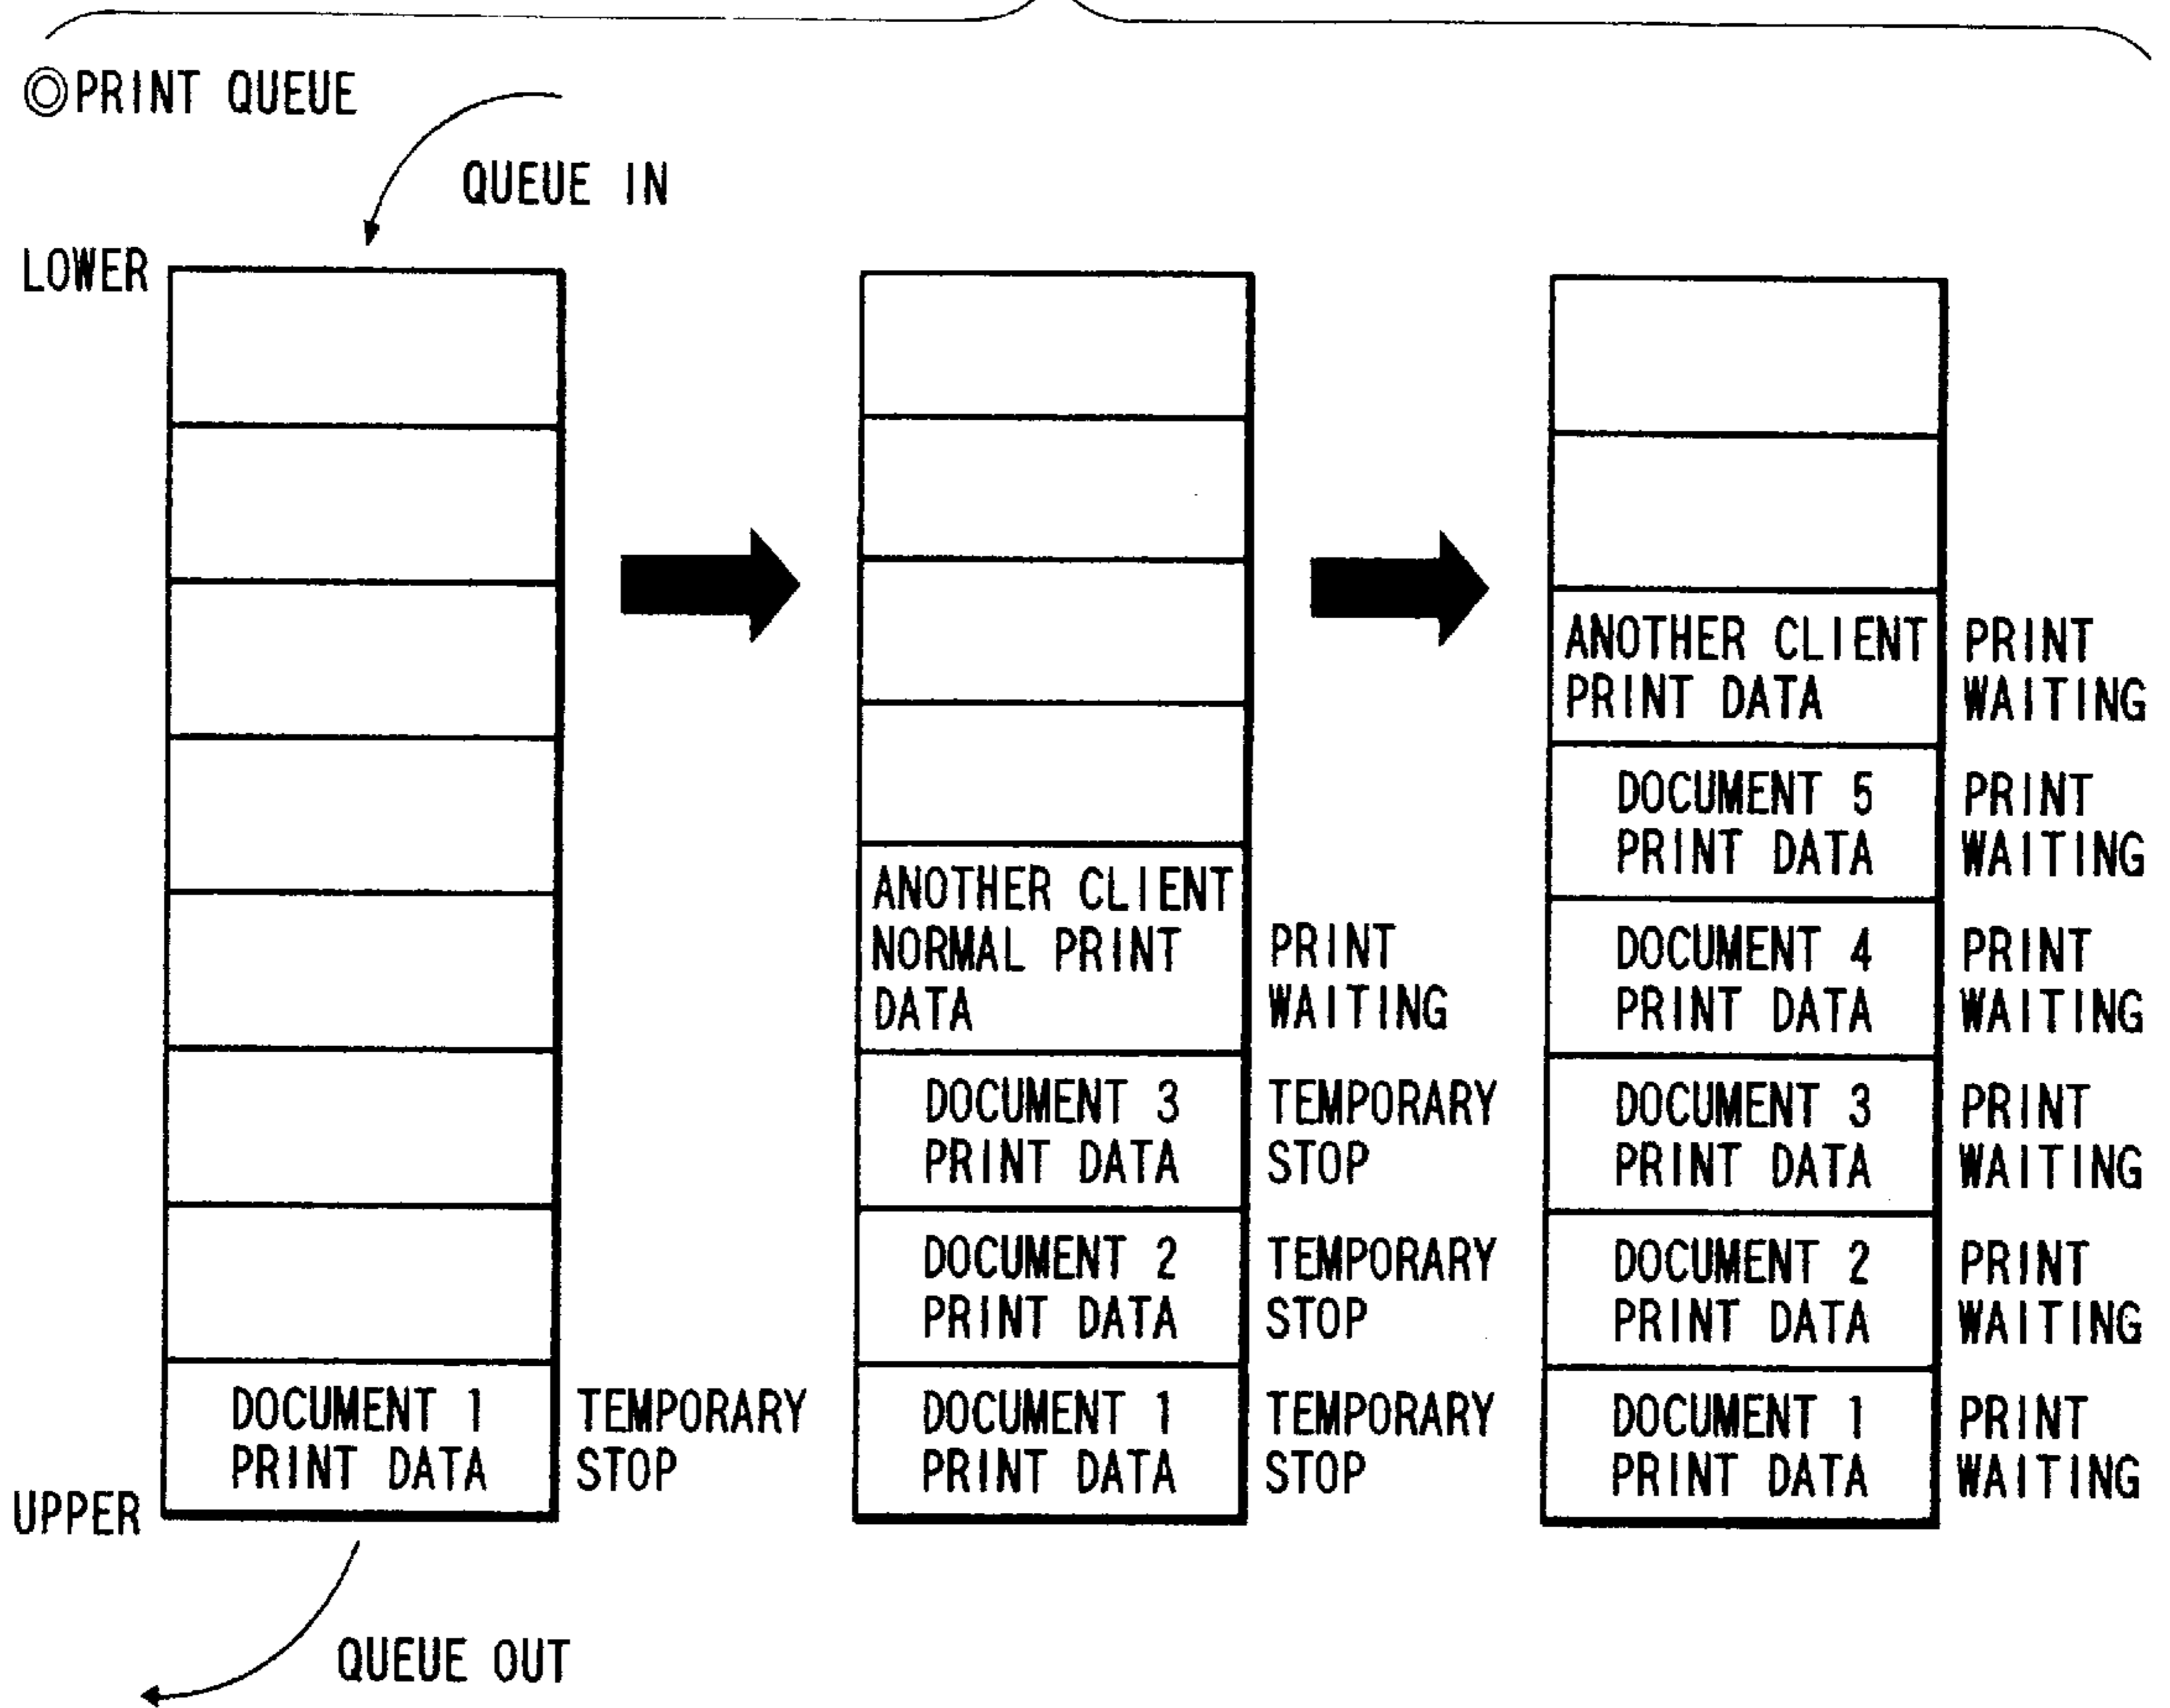 ◎PRINT QUEUE
QUEUE IN
LOWER
DOCUMENT 1
PRINT DATA
TEMPORARY
STOP
UPPER
QUEUE OUT
ANOTHER CLIENT
NORMAL PRINT
DATA
PRINT
WAITING
DOCUMENT 3
PRINT DATA
TEMPORARY
STOP
DOCUMENT 2
PRINT DATA
TEMPORARY
STOP
DOCUMENT 1
PRINT DATA
TEMPORARY
STOP
ANOTHER CLIENT
PRINT DATA
PRINT
WAITING
DOCUMENT 5
PRINT DATA
PRINT
WAITING
DOCUMENT 4
PRINT DATA
PRINT
WAITING
DOCUMENT 3
PRINT DATA
PRINT
WAITING
DOCUMENT 2
PRINT DATA
PRINT
WAITING
DOCUMENT 1
PRINT DATA
PRINT
WAITING